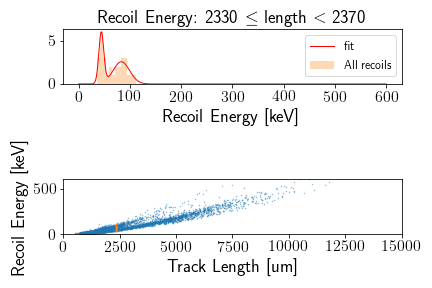 Recoil Energy: 2330 ≤ length < 2370
5
0
fit
All recoils
0 100 200 300 400 500 600
Recoil Energy [keV]
Recoil Energy [keV]
500
0
0 2500 5000 7500 10000 12500 15000
Track Length [um]